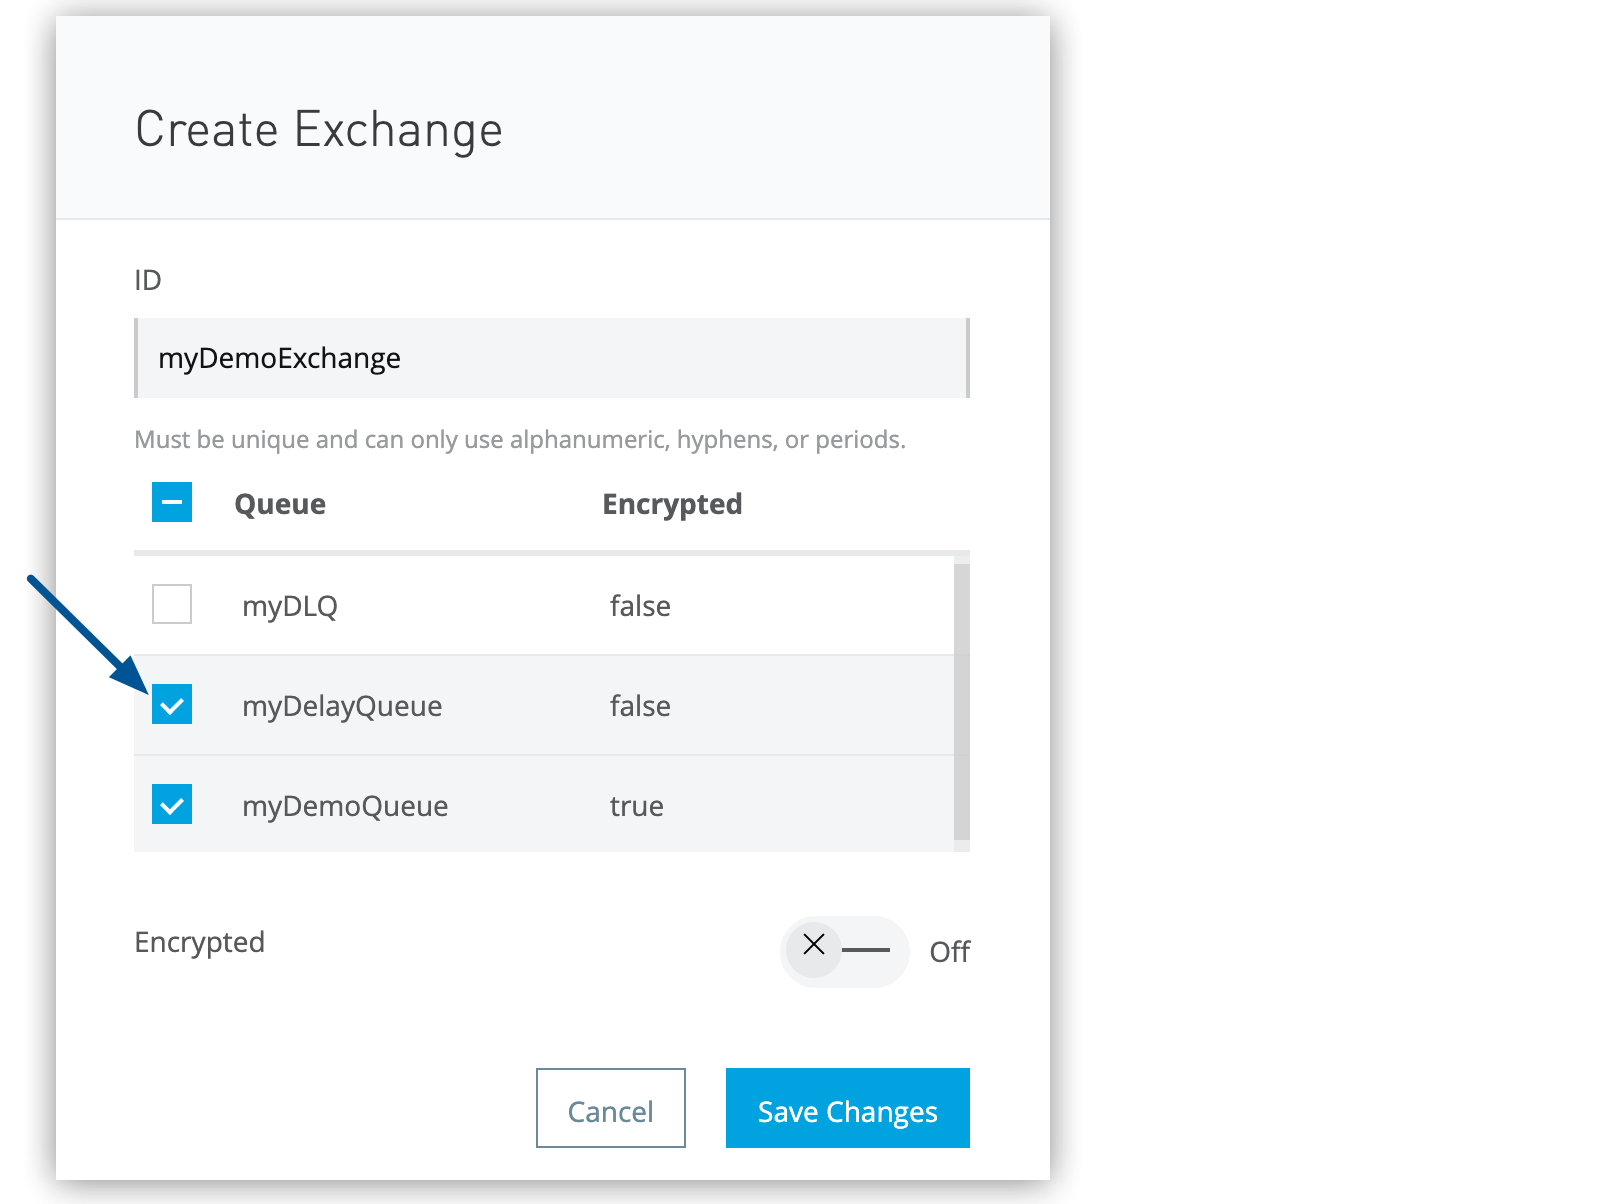 Create Exchange
ID
myDemoExchange
Must be unique and can only use alphanumeric, hyphens, or periods.
Queue Encrypted
myDLQ false
myDelayQueue false
myDemoQueue true
Encrypted Off
Cancel Save Changes